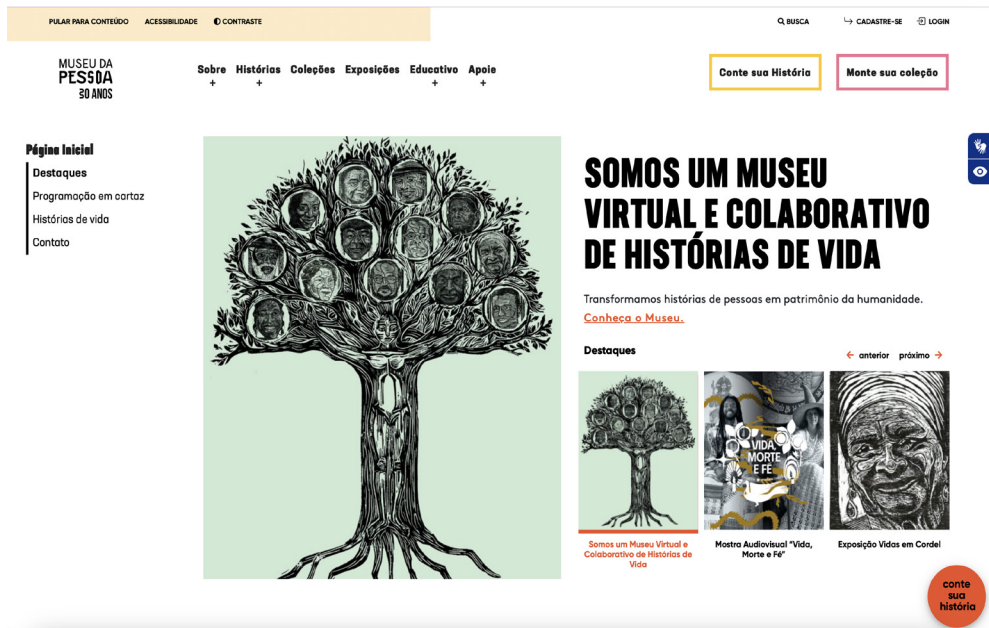 PULAR PARA CONTEÚDO ACESSIBILIDADE CONTRASTE
BUSCA CADASTRE-SE LOGIN
MUSEU DA
PESSOA
30 ANOS
Sobre Histórias Coleções Exposições Educativo Apoie
+ + + +
Conte sua História
Monte sua coleção
Página Inicial
Destaques
Programação em cartaz
Histórias de vida
Contato
SOMOS UM MUSEU
VIRTUAL E COLABORATIVO
DE HISTÓRIAS DE VIDA
Transformamos histórias de pessoas em patrimônio da humanidade.
Conheça o Museu.
Destaques
anterior próximo
VIDA,
MORTE
E FÉ
Somos um Museu Virtual e
Colaborativo de Histórias de
Vida
Mostra Audiovisual “Vida,
Morte e Fé”
Exposição Vidas em Cordel
conte
sua
história